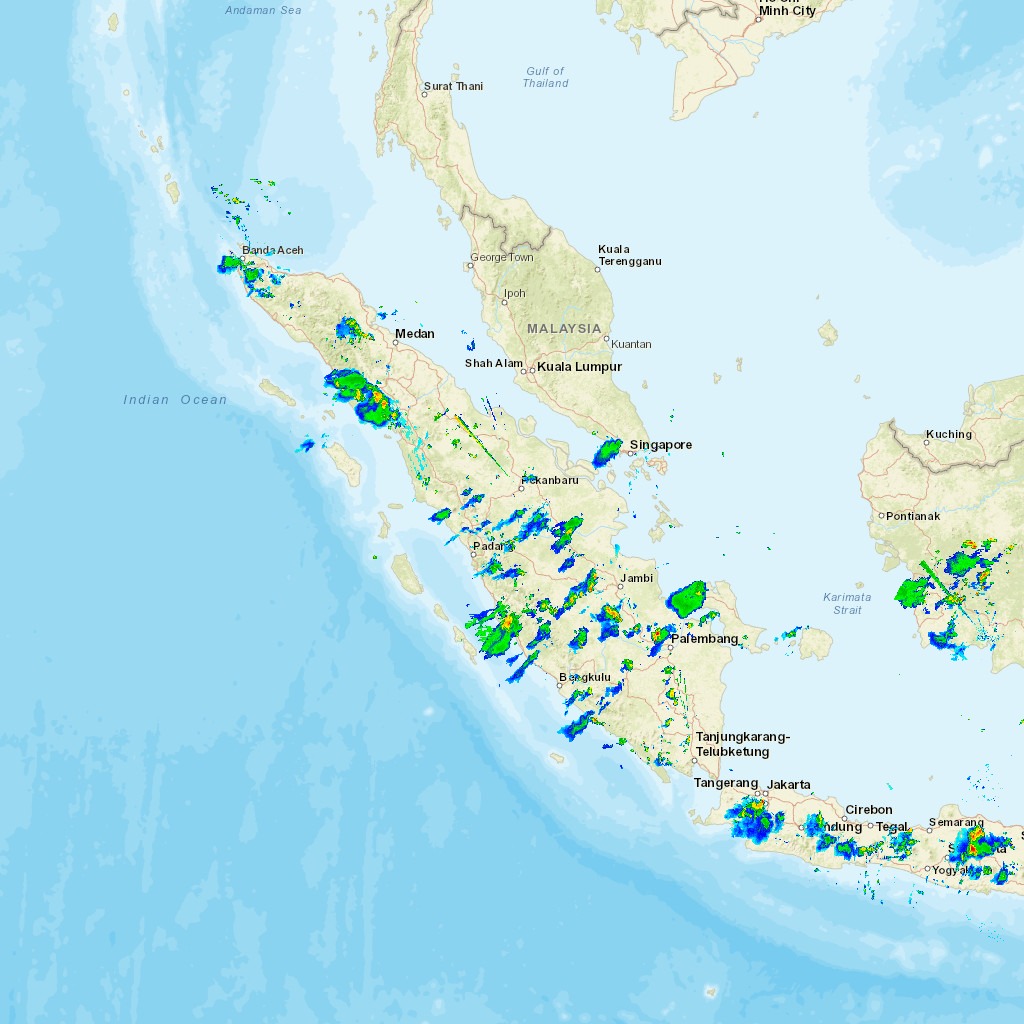 Andaman Sea
Minh City
Gulf of
Thailand
Surat Thani
Banda Aceh
George Town
Kuala
Terengganu
Ipoh
MALAYSIA
Medan
Kuantan
Shah Alam
Kuala Lumpur
Indian Ocean
Singapore
Kuching
Pekanbaru
Pontianak
Padang
Jambi
Karimata
Strait
Palembang
Bengkulu
Tanjungkarang-
Telubketung
Tangerang
Jakarta
Cirebon
Tegal
Semarang